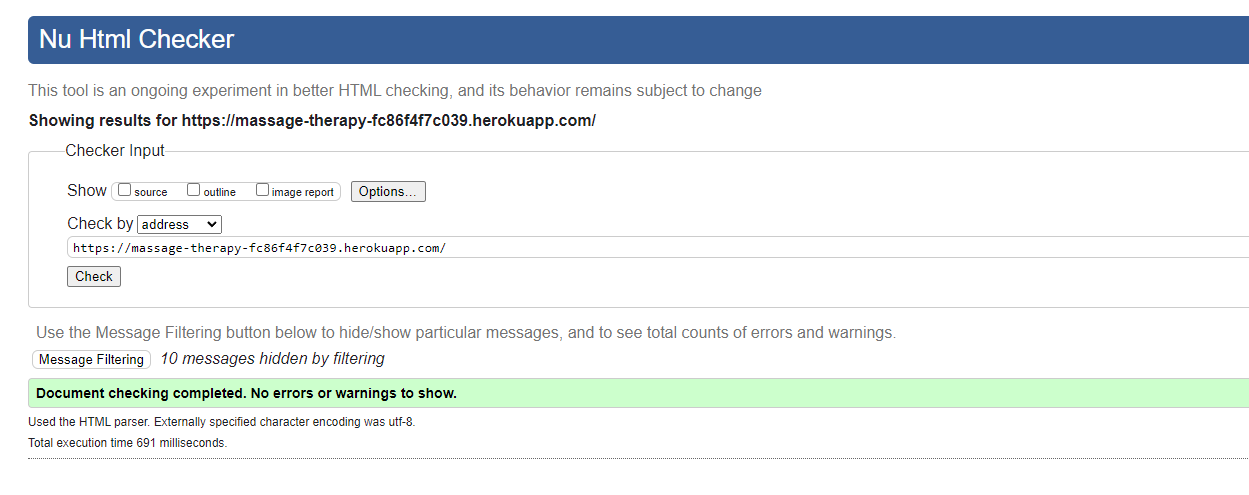 Nu Html Checker
This tool is an ongoing experiment in better HTML checking, and its behavior remains subject to change
Showing results for https://massage-therapy-fc86f4f7c039.herokuapp.com/
Checker Input
Show source outline image report Options...
Check by address
https://massage-therapy-fc86f4f7c039.herokuapp.com/
Check
Use the Message Filtering button below to hide/show particular messages, and to see total counts of errors and warnings.
Message Filtering 10 messages hidden by filtering
Document checking completed. No errors or warnings to show.
Used the HTML parser. Externally specified character encoding was utf-8.
Total execution time 691 milliseconds.